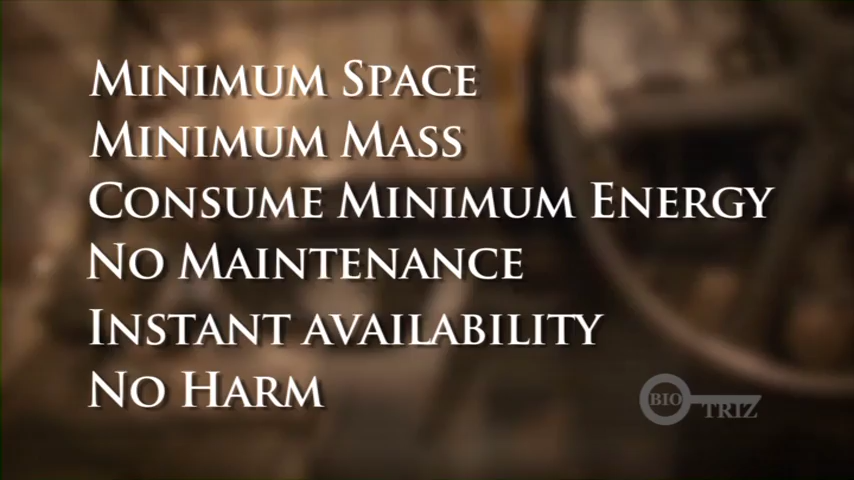 Minimum Space
Minimum Mass
Consume Minimum Energy
No Maintenance
Instant availability
No Harm
BIO
TRIZ